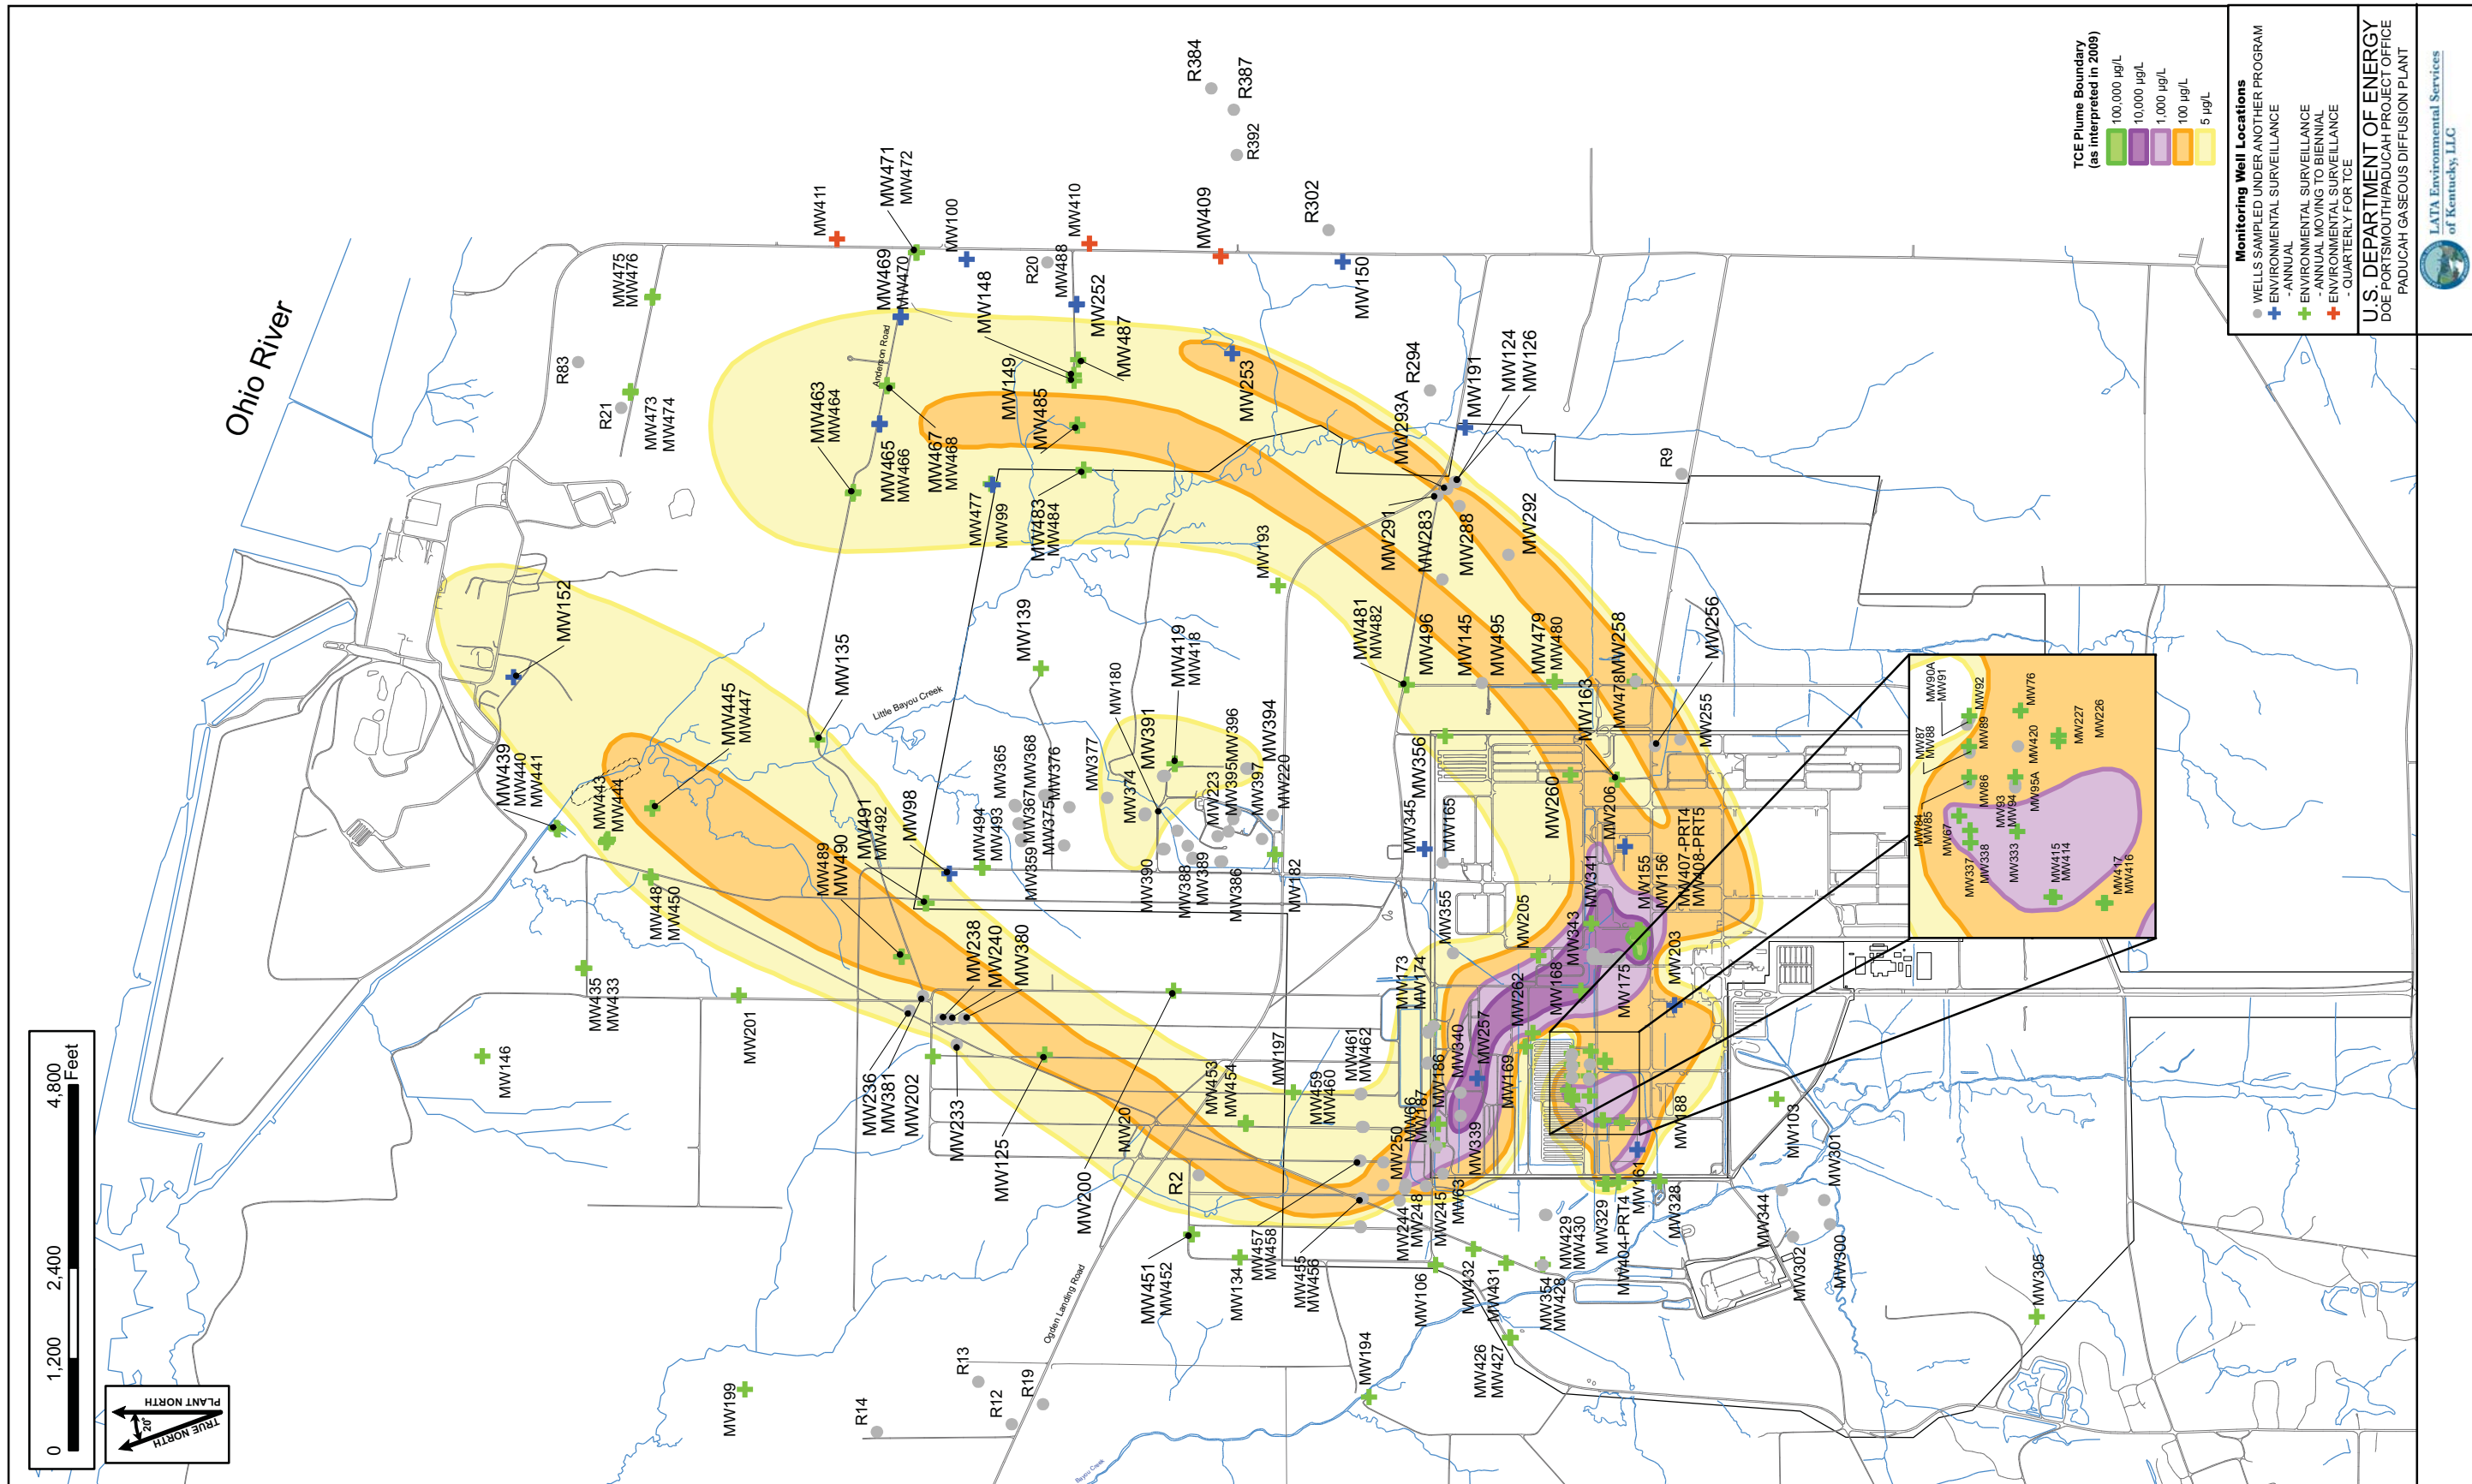 Ohio River
0
1,200
2,400
4,800
Feet
PLANT NORTH
TRUE NORTH
20°
R384
R387
R392
R302
MW411
MW471
MW472
MW100
MW410
MW409
MW475
MW476
R83
R21
MW473
MW474
MW469
MW470
MW148
R20
MW488
MW252
MW487
MW150
Anderson Road
MW463
MW464
MW465
MW466
MW467
MW468
MW149
MW485
MW253
R294
MW293A
MW191
MW124
MW126
R9
MW477
MW99
MW483
MW484
MW193
MW291
MW283
MW288
MW292
MW152
MW135
Little Bayou Creek
MW139
MW180
MW419
MW418
MW391
MW481
MW482
MW496
MW145
MW495
MW479
MW480
MW163
MW478
MW258
MW256
MW255
MW445
MW447
MW439
MW440
MW441
MW443
MW444
MW448
MW450
MW435
MW433
MW201
MW146
MW489
MW490
MW491
MW492
MW98
MW494
MW493
MW365
MW359
MW367
MW368
MW375
MW376
MW377
MW374
MW223
MW395
MW396
MW397
MW394
MW220
MW390
MW388
MW389
MW386
MW182
MW356
MW345
MW165
MW355
MW260
MW206
MW205
MW341
MW343
MW155
MW156
MW407-PRT4
MW408-PRT5
MW238
MW240
MW380
MW236
MW381
MW202
MW233
MW125
MW200
MW20
R2
MW453
MW454
MW197
MW459
MW460
MW461
MW462
MW173
MW174
MW262
MW168
MW175
MW203
MW66
MW187
MW186
MW340
MW257
MW169
MW339
MW250
MW188
MW161
MW103
MW301
MW451
MW452
MW134
MW457
MW458
MW455
MW456
MW244
MW248
MW245
MW63
MW106
MW432
MW431
MW354
MW428
MW429
MW430
MW329
MW404-PRT4
MW328
MW344
MW302
MW300
MW305
MW426
MW427
MW194
Ogden Landing Road
Bayou Creek
R13
R12
R19
R14
MW199
MW90A
MW91
MW92
MW87
MW88
MW89
MW76
MW84
MW85
MW86
MW420
MW227
MW226
MW67
MW93
MW94
MW95A
MW337
MW338
MW333
MW415
MW414
MW417
MW416
TCE Plume Boundary
(as interpreted in 2009)
100,000 µg/L
10,000 µg/L
1,000 µg/L
100 µg/L
5 µg/L
Monitoring Well Locations
WELLS SAMPLED UNDER ANOTHER PROGRAM
ENVIRONMENTAL SURVEILLANCE
- ANNUAL
ENVIRONMENTAL SURVEILLANCE
- ANNUAL MOVING TO BIENNIAL
ENVIRONMENTAL SURVEILLANCE
- QUARTERLY FOR TCE
U.S. DEPARTMENT OF ENERGY
DOE PORTSMOUTH/PADUCAH PROJECT OFFICE
PADUCAH GASEOUS DIFFUSION PLANT
LATA Environmental Services
of Kentucky, LLC